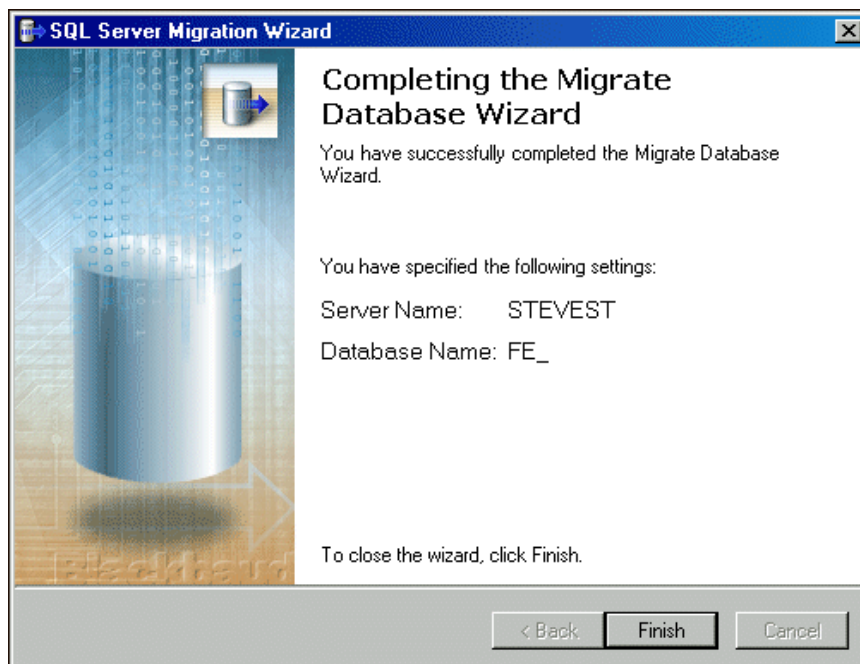 SQL Server Migration Wizard
Completing the Migrate
Database Wizard
You have successfully completed the Migrate Database
Wizard.
You have specified the following settings:
Server Name: STEVEST
Database Name: FE_
To close the wizard, click Finish.
Blackbaud
< Back Finish Cancel